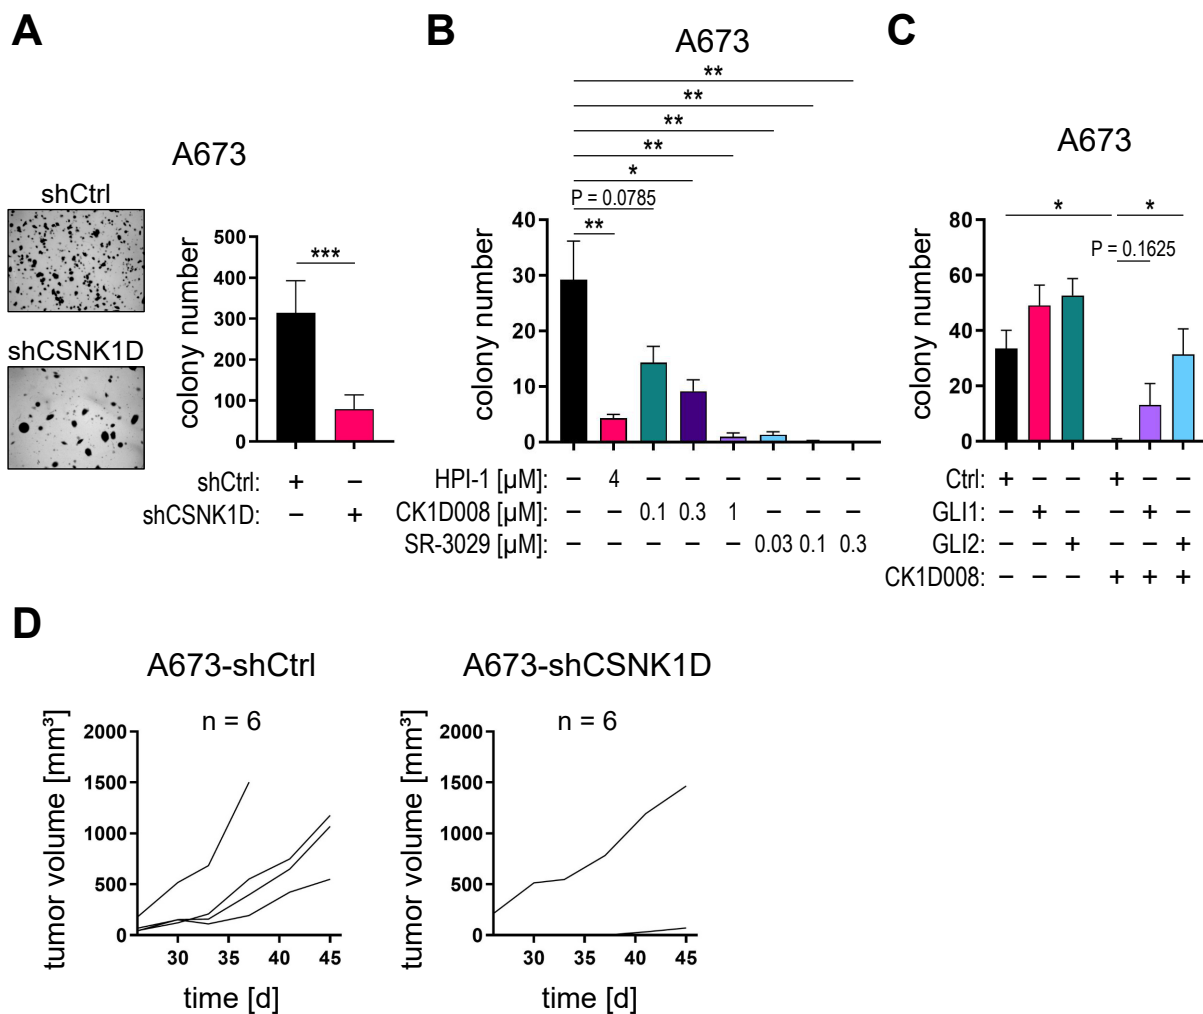 A
A673
shCtrl
shCSNK1D
colony number
500
400
300
200
100
0
***
shCtrl: + –
shCSNK1D: – +
B
A673
**
**
**
**
*
P = 0.0785
**
colony number
40
30
20
10
0
HPI-1 [µM]: – 4 – – – – – –
CK1D008 [µM]: – – 0.1 0.3 1 – – –
SR-3029 [µM]: – – – – – 0.03 0.1 0.3
C
A673
* *
P = 0.1625
colony number
80
60
40
20
0
Ctrl: + – – + – –
GLI1: – + – – + –
GLI2: – – + – – +
CK1D008: – – – + + +
D
A673-shCtrl
n = 6
tumor volume [mm³]
2000
1500
1000
500
0
30 35 40 45
time [d]
A673-shCSNK1D
n = 6
tumor volume [mm³]
2000
1500
1000
500
0
30 35 40 45
time [d]